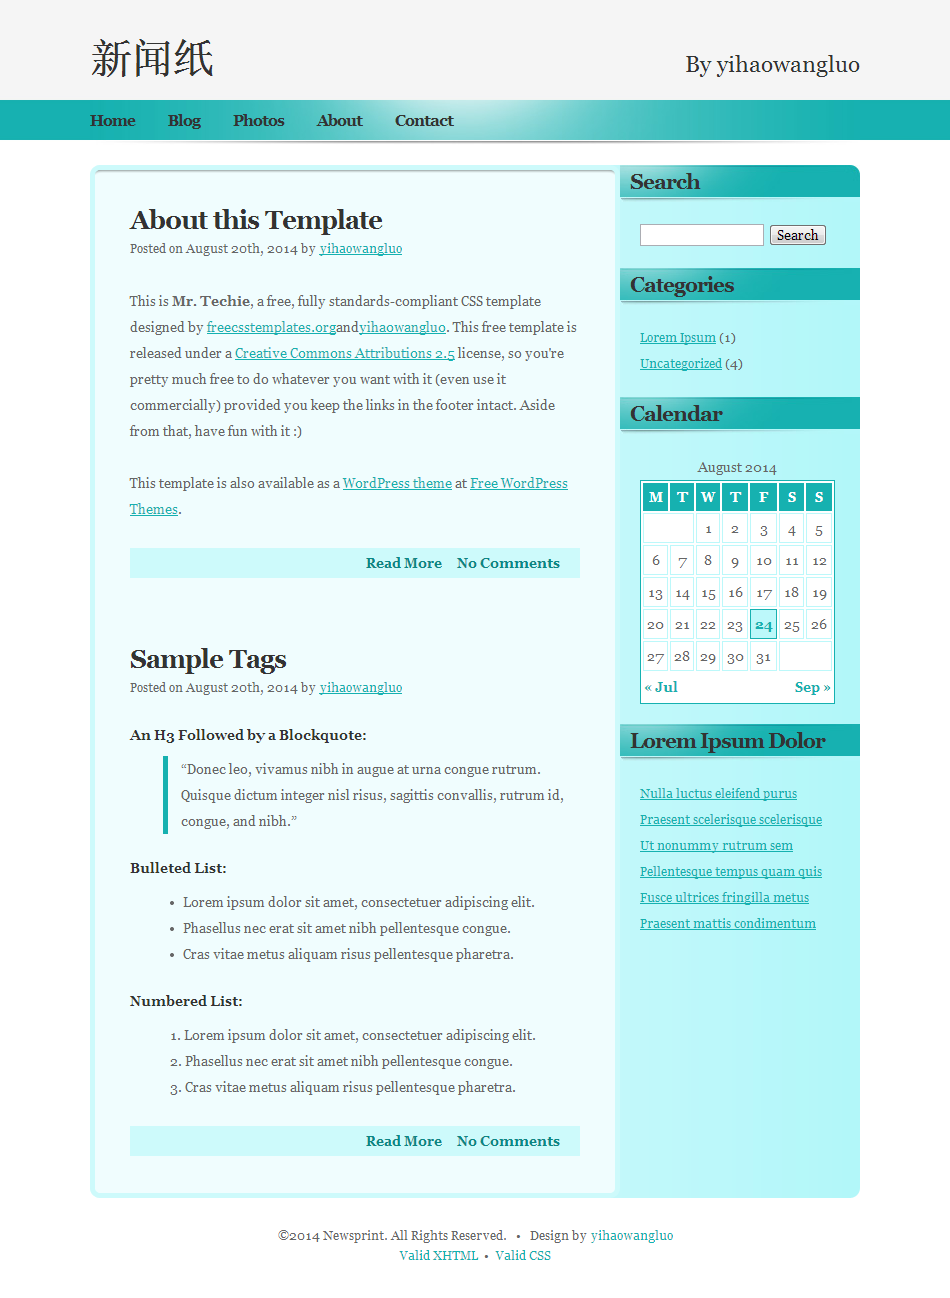 新闻纸
By yihaowangluo
Home Blog Photos About Contact
About this Template
Posted on August 20th, 2014 by yihaowangluo
This is Mr. Techie, a free, fully standards-compliant CSS template
designed by freecsstemplates.organdyihaowangluo. This free template is
released under a Creative Commons Attributions 2.5 license, so you're
pretty much free to do whatever you want with it (even use it
commercially) provided you keep the links in the footer intact. Aside
from that, have fun with it :)
This template is also available as a WordPress theme at Free WordPress
Themes.
Read More No Comments
Sample Tags
Posted on August 20th, 2014 by yihaowangluo
An H3 Followed by a Blockquote:
“Donec leo, vivamus nibh in augue at urna congue rutrum.
Quisque dictum integer nisl risus, sagittis convallis, rutrum id,
congue, and nibh.”
Bulleted List:
• Lorem ipsum dolor sit amet, consectetuer adipiscing elit.
• Phasellus nec erat sit amet nibh pellentesque congue.
• Cras vitae metus aliquam risus pellentesque pharetra.
Numbered List:
1. Lorem ipsum dolor sit amet, consectetuer adipiscing elit.
2. Phasellus nec erat sit amet nibh pellentesque congue.
3. Cras vitae metus aliquam risus pellentesque pharetra.
Read More No Comments
Search
Search
Categories
Lorem Ipsum (1)
Uncategorized (4)
Calendar
August 2014
M T W T F S S
1 2 3 4 5
6 7 8 9 10 11 12
13 14 15 16 17 18 19
20 21 22 23 24 25 26
27 28 29 30 31
« Jul Sep »
Lorem Ipsum Dolor
Nulla luctus eleifend purus
Praesent scelerisque scelerisque
Ut nonummy rutrum sem
Pellentesque tempus quam quis
Fusce ultrices fringilla metus
Praesent mattis condimentum
©2014 Newsprint. All Rights Reserved. • Design by yihaowangluo
Valid XHTML • Valid CSS